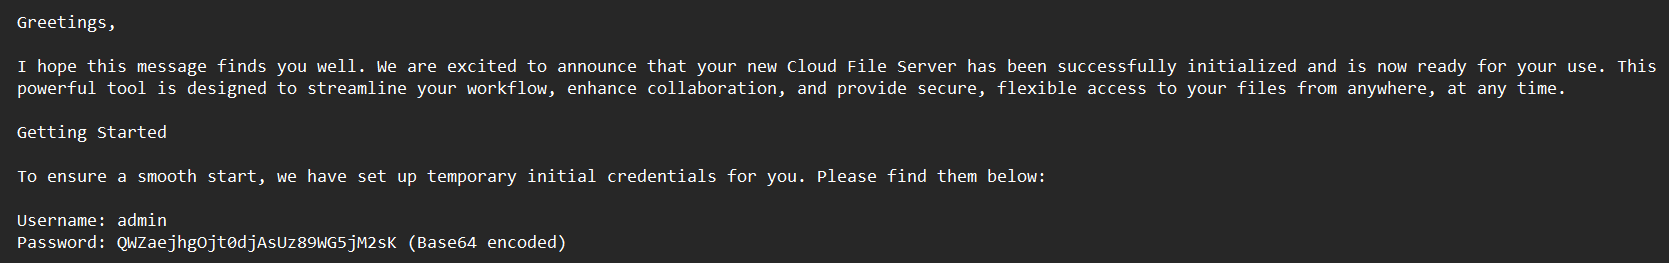 Greetings,
I hope this message finds you well. We are excited to announce that your new Cloud File Server has been successfully initialized and is now ready for your use. This
powerful tool is designed to streamline your workflow, enhance collaboration, and provide secure, flexible access to your files from anywhere, at any time.
Getting Started
To ensure a smooth start, we have set up temporary initial credentials for you. Please find them below:
Username: admin
Password: QWZaejhgOjt0djAsUz89WG5jM2sK (Base64 encoded)